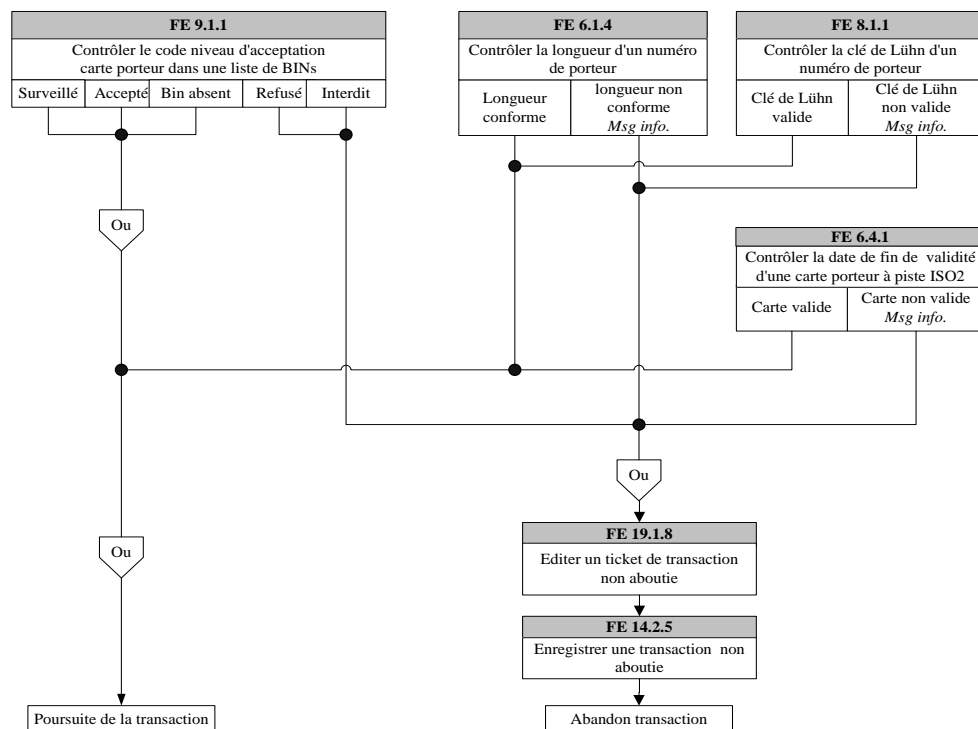 FE 9.1.1
Contrôler le code niveau d'acceptation
carte porteur dans une liste de BINs
Surveillé
Accepté
Bin absent
Refusé
Interdit
FE 6.1.4
Contrôler la longueur d'un numéro
de porteur
Longueur
conforme
longueur non
conforme
Msg info.
FE 8.1.1
Contrôler la clé de Lühn d'un
numéro de porteur
Clé de Lühn
valide
Clé de Lühn
non valide
Msg info.
Ou
FE 6.4.1
Contrôler la date de fin de validité
d'une carte porteur à piste ISO2
Carte valide
Carte non valide
Msg info.
Ou
FE 19.1.8
Editer un ticket de transaction
non aboutie
Ou
FE 14.2.5
Enregistrer une transaction non
aboutie
Poursuite de la transaction
Abandon transaction